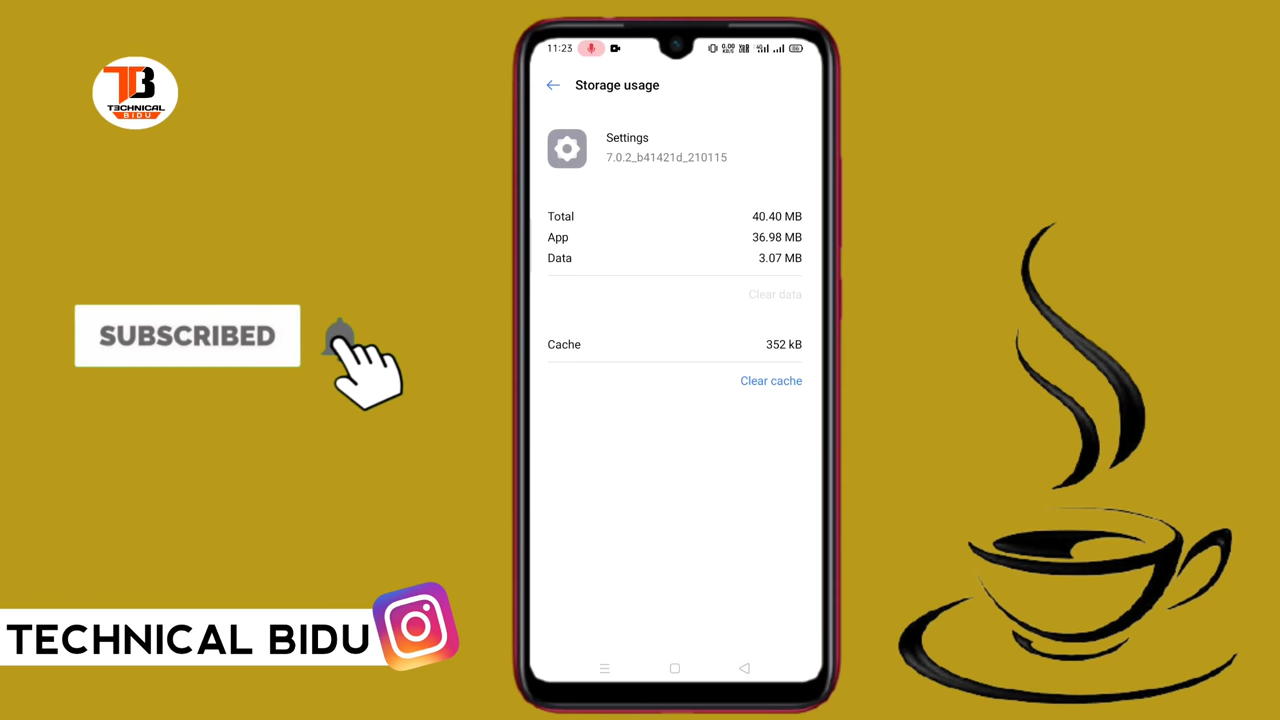 TB
TECHNICAL
BIDU
SUBSCRIBED
TECHNICAL BIDU
11:23
Storage usage
Settings
7.0.2_b41421d_210115
Total 40.40 MB
App 36.98 MB
Data 3.07 MB
Clear data
Cache 352 kB
Clear cache